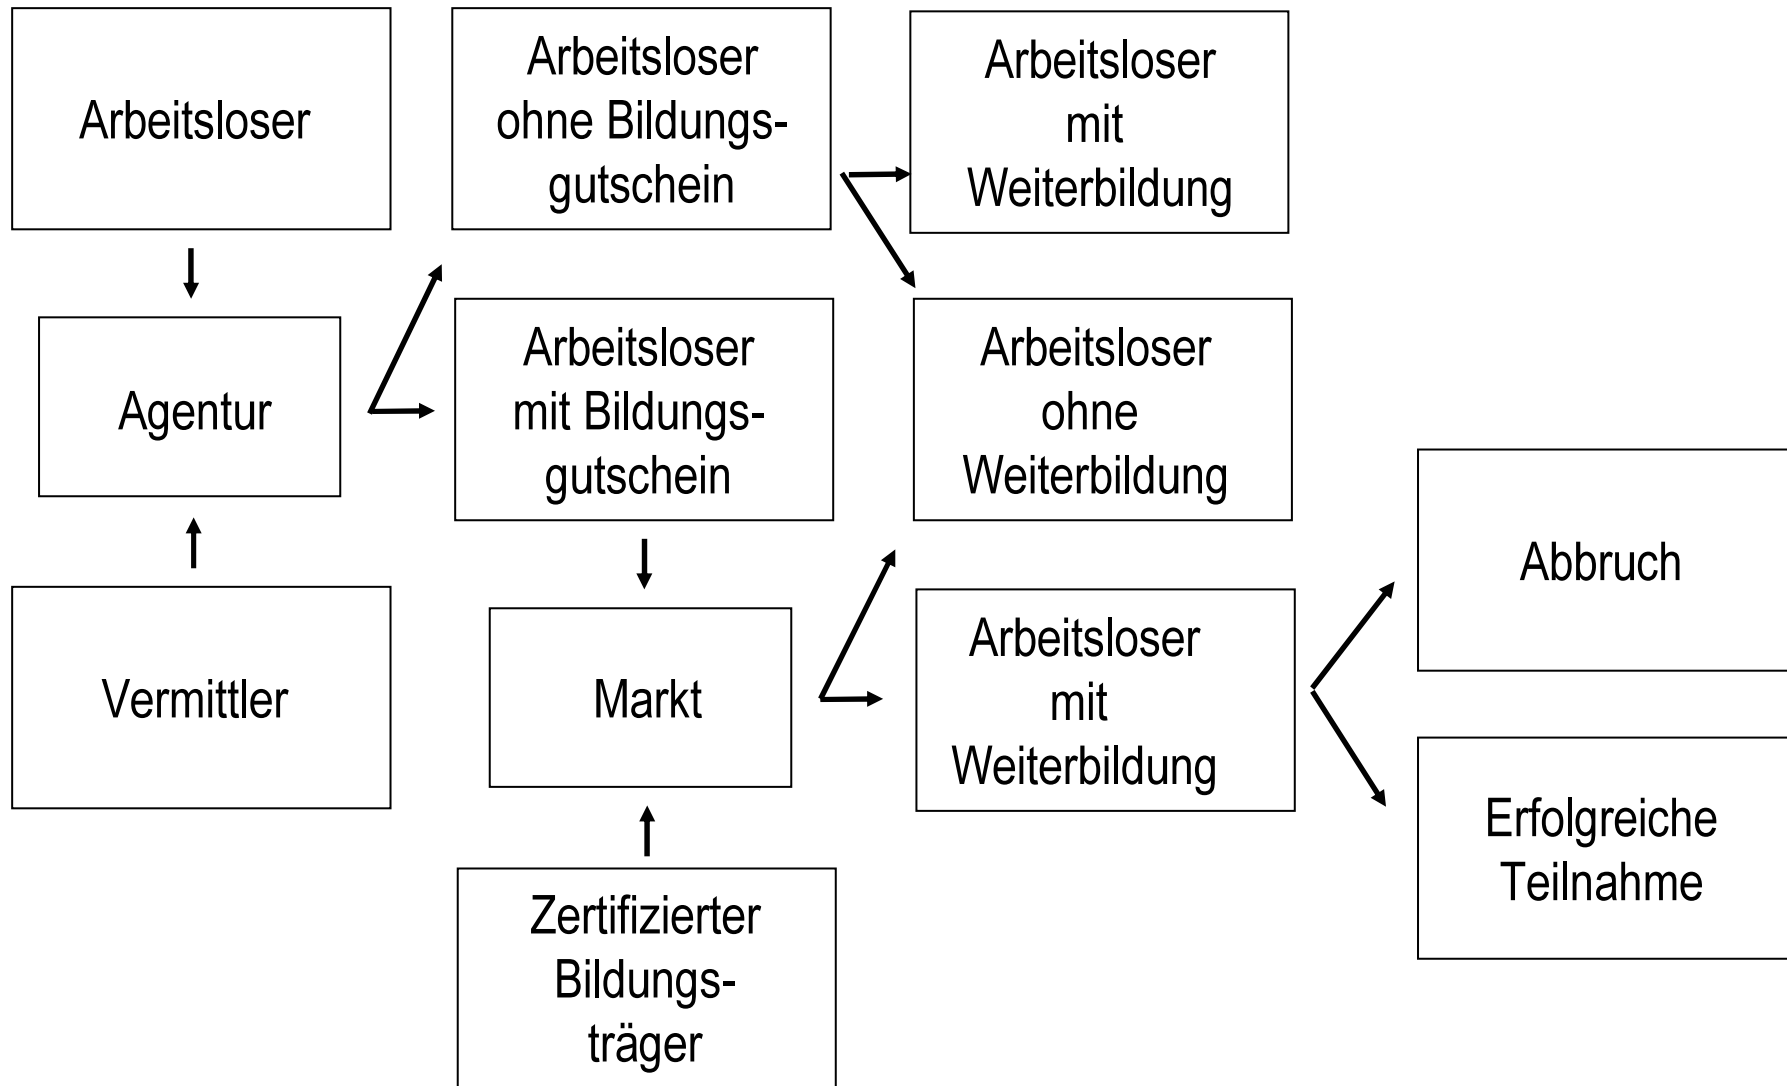 Arbeitsloser
Arbeitsloser
ohne Bildungs-
gutschein
Arbeitsloser
mit
Weiterbildung
Agentur
Arbeitsloser
mit Bildungs-
gutschein
Arbeitsloser
ohne
Weiterbildung
Vermittler
Markt
Arbeitsloser
mit
Weiterbildung
Abbruch
Zertifizierter
Bildungs-
träger
Erfolgreiche
Teilnahme